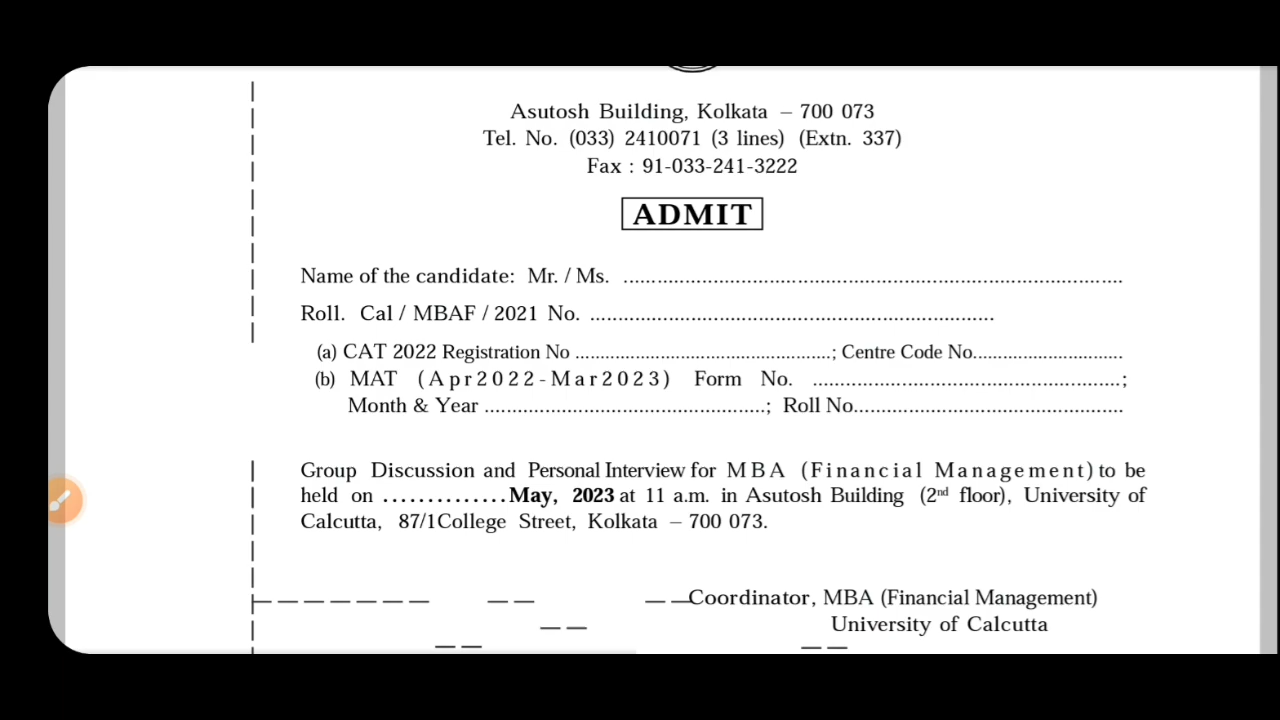 Asutosh Building, Kolkata – 700 073
Tel. No. (033) 2410071 (3 lines) (Extn. 337)
Fax : 91-033-241-3222
ADMIT
Name of the candidate: Mr. / Ms. ..........................................................................................
Roll. Cal / MBAF / 2021 No. .........................................................................
(a) CAT 2022 Registration No ......................................................; Centre Code No................................
(b) MAT (Apr2022-Mar2023) Form No. .......................................................;
Month & Year ..................................................; Roll No................................................
Group Discussion and Personal Interview for MBA (Financial Management) to be
held on ..............May, 2023 at 11 a.m. in Asutosh Building (2nd floor), University of
Calcutta, 87/1College Street, Kolkata – 700 073.
Coordinator, MBA (Financial Management)
University of Calcutta